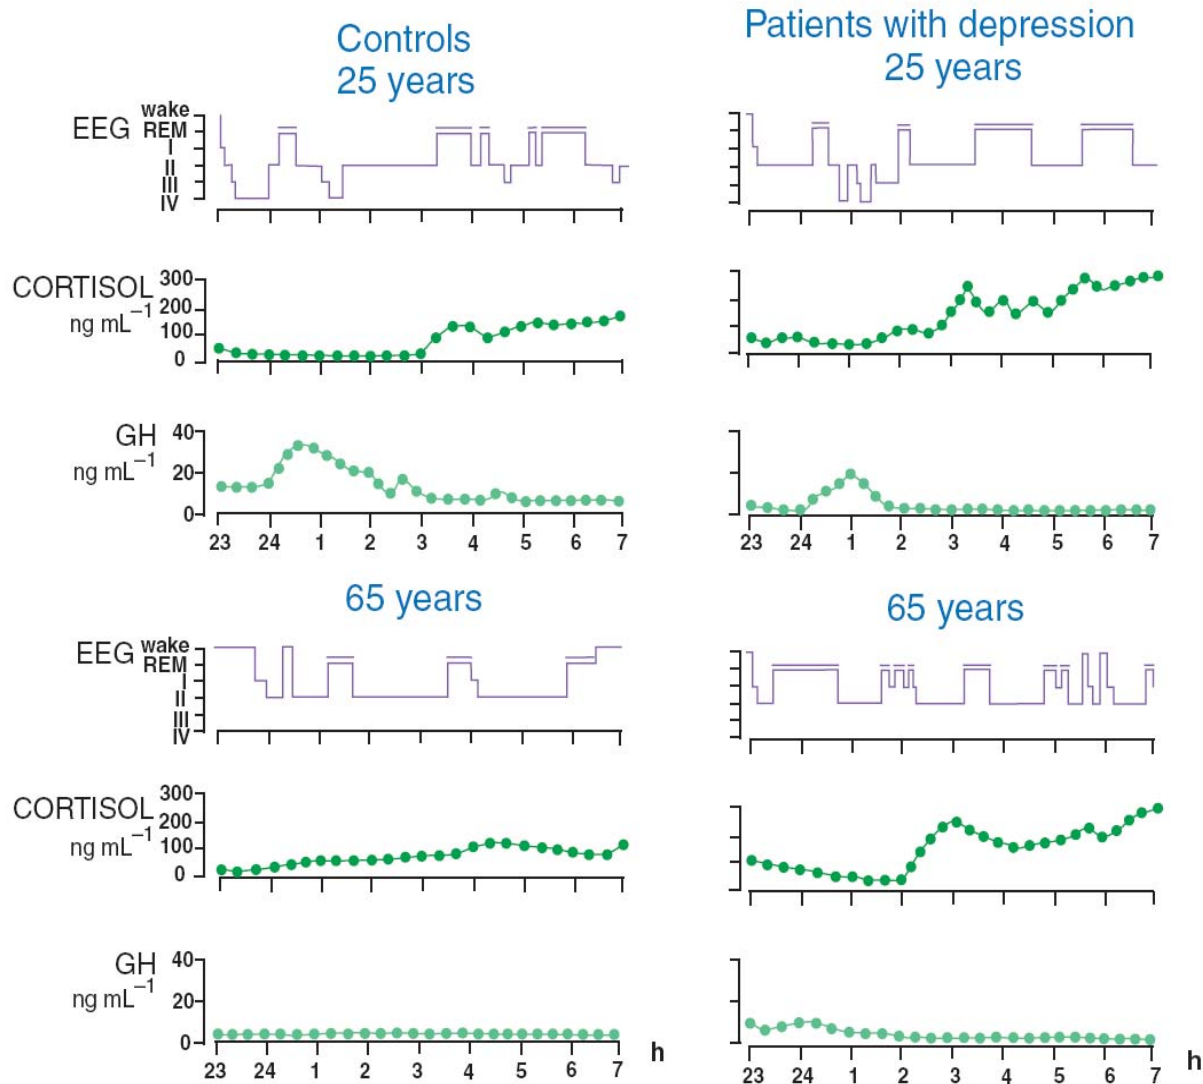 Controls
25 years
Patients with depression
25 years
EEG
wake
REM
I
II
III
IV
CORTISOL
ng mL⁻¹
300
200
100
0
GH
ng mL⁻¹
40
20
0
23 24 1 2 3 4 5 6 7
23 24 1 2 3 4 5 6 7
65 years
65 years
EEG
wake
REM
I
II
III
IV
CORTISOL
ng mL⁻¹
300
200
100
0
GH
ng mL⁻¹
40
20
0
23 24 1 2 3 4 5 6 7 h
23 24 1 2 3 4 5 6 7 h